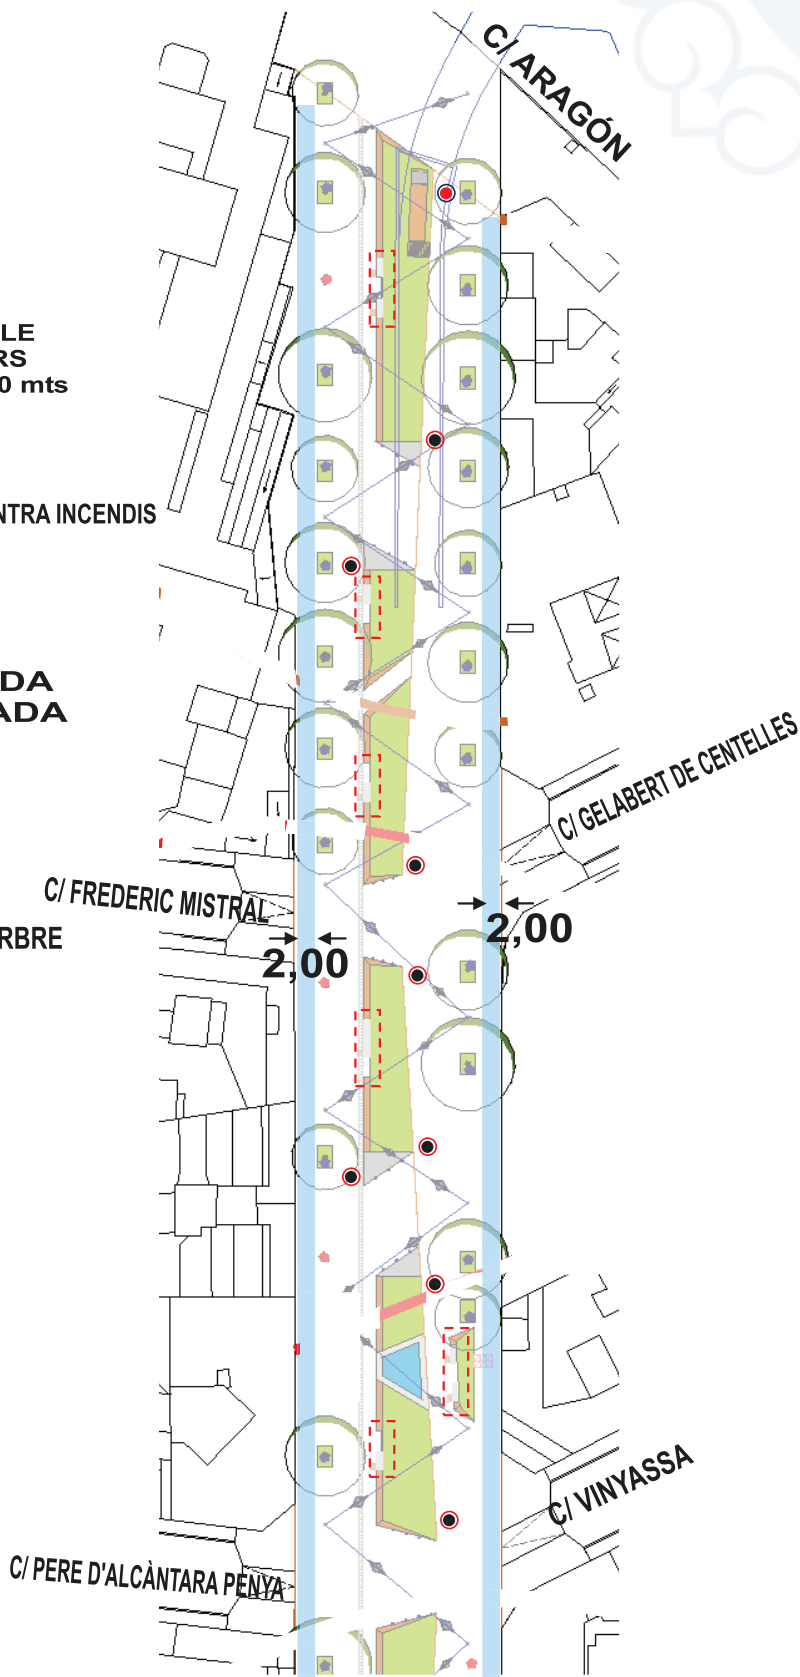 C/ ARAGÓN
LE
RS
0 mts
NTRA INCENDIS
DA
ADA
C/ GELABERT DE CENTELLES
C/ FREDERIC MISTRAL
RBRE
2,00
2,00
C/ VINYASSA
C/ PERE D'ALCÀNTARA PENYA